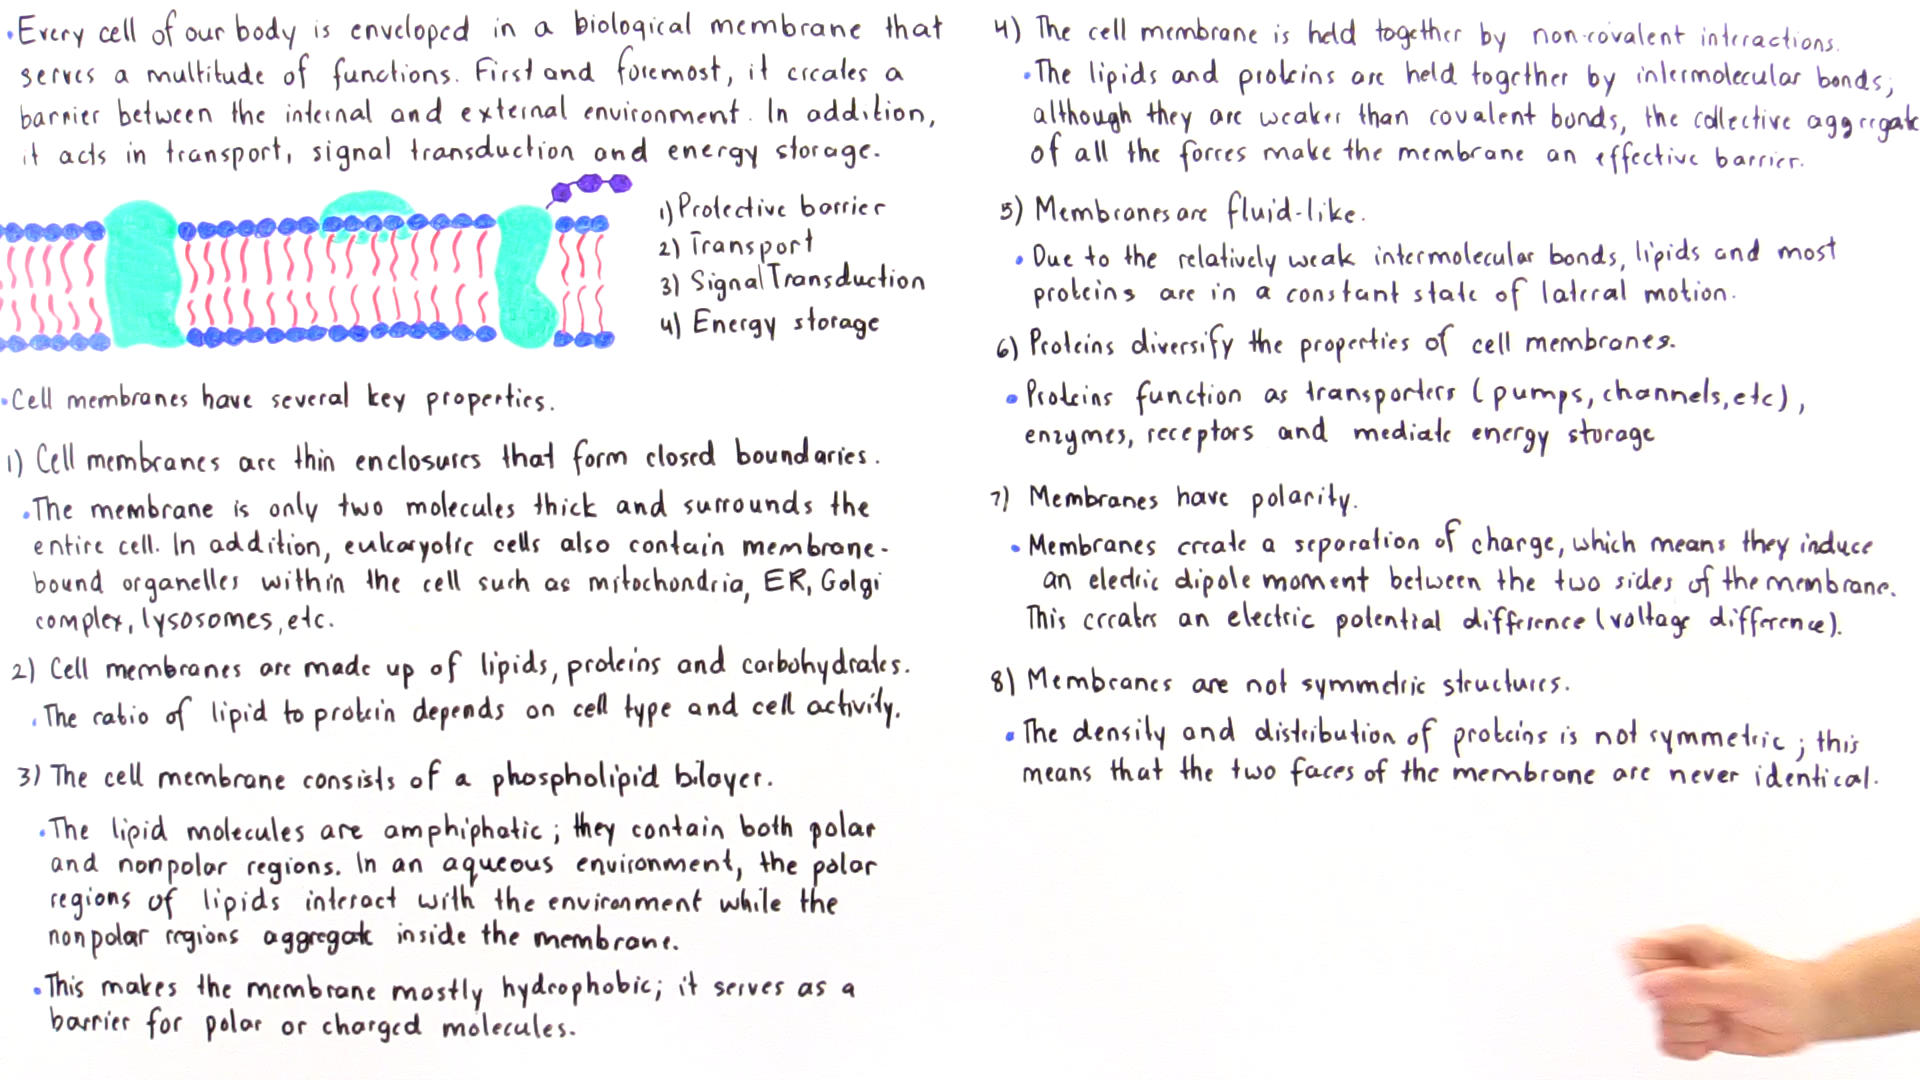 •Every cell of our body is enveloped in a biological membrane that
serves a multitude of functions. First and foremost, it creates a
barrier between the internal and external environment. In addition,
it acts in transport, signal transduction and energy storage.
1) Protective barrier
2) Transport
3) Signal Transduction
4) Energy storage
•Cell membranes have several key properties.
1) Cell membranes are thin enclosures that form closed boundaries.
•The membrane is only two molecules thick and surrounds the
entire cell. In addition, eukaryotic cells also contain membrane-
bound organelles within the cell such as mitochondria, ER, Golgi
complex, lysosomes, etc.
2) Cell membranes are made up of lipids, proteins and carbohydrates.
•The ratio of lipid to protein depends on cell type and cell activity.
3) The cell membrane consists of a phospholipid bilayer.
•The lipid molecules are amphiphatic; they contain both polar
and nonpolar regions. In an aqueous environment, the polar
regions of lipids interact with the environment while the
nonpolar regions aggregate inside the membrane.
•This makes the membrane mostly hydrophobic; it serves as a
barrier for polar or charged molecules.
4) The cell membrane is held together by non-covalent interactions.
•The lipids and proteins are held together by intermolecular bonds;
although they are weaker than covalent bonds, the collective aggregate
of all the forces make the membrane an effective barrier.
5) Membranes are fluid-like.
•Due to the relatively weak intermolecular bonds, lipids and most
proteins are in a constant state of lateral motion.
6) Proteins diversify the properties of cell membranes.
•Proteins function as transporters (pumps, channels, etc),
enzymes, receptors and mediate energy storage
7) Membranes have polarity.
•Membranes create a separation of charge, which means they induce
an electric dipole moment between the two sides of the membrane.
This creates an electric potential difference (voltage difference).
8) Membranes are not symmetric structures.
•The density and distribution of proteins is not symmetric; this
means that the two faces of the membrane are never identical.